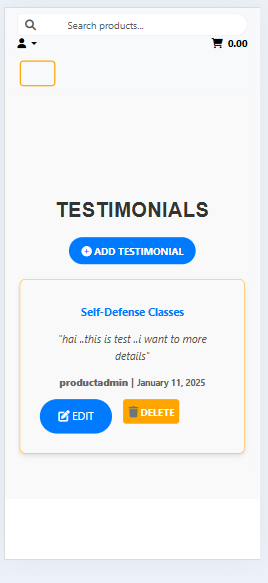 Search products...
0.00
TESTIMONIALS
ADD TESTIMONIAL
Self-Defense Classes
"hai ..this is test ..i want to more
details"
productadmin | January 11, 2025
EDIT
DELETE